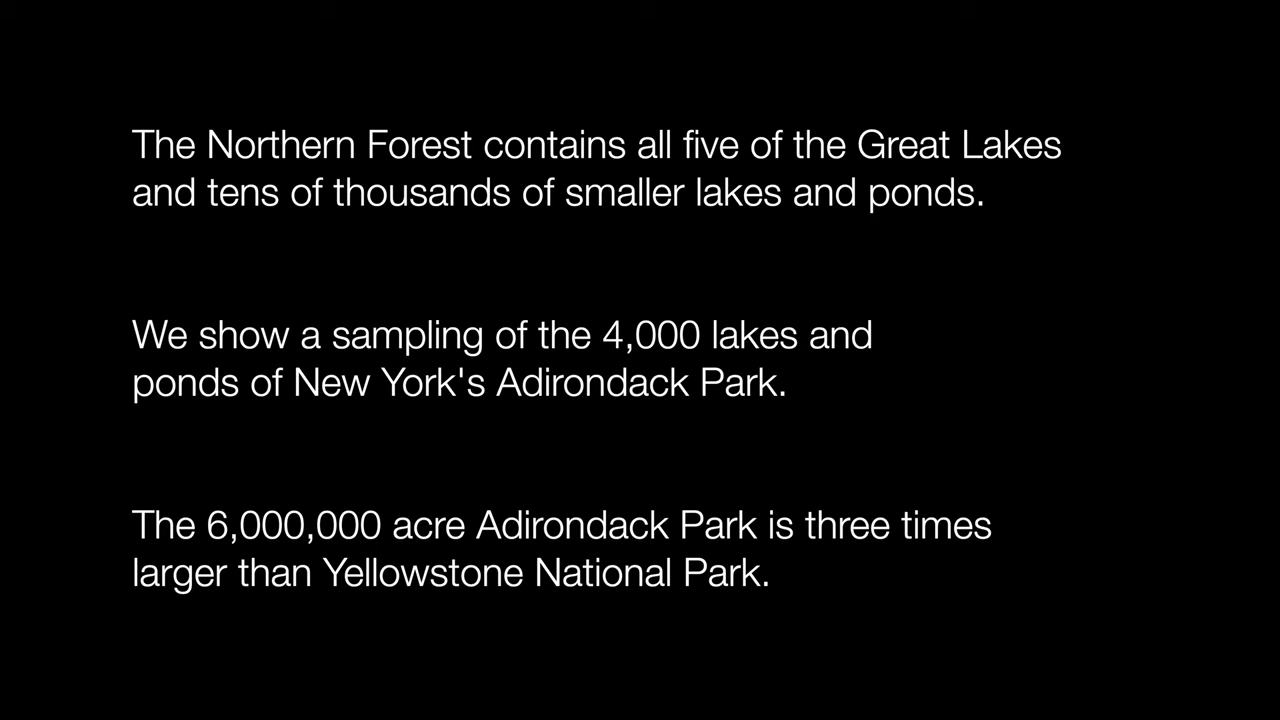 The Northern Forest contains all five of the Great Lakes
and tens of thousands of smaller lakes and ponds.
We show a sampling of the 4,000 lakes and
ponds of New York's Adirondack Park.
The 6,000,000 acre Adirondack Park is three times
larger than Yellowstone National Park.